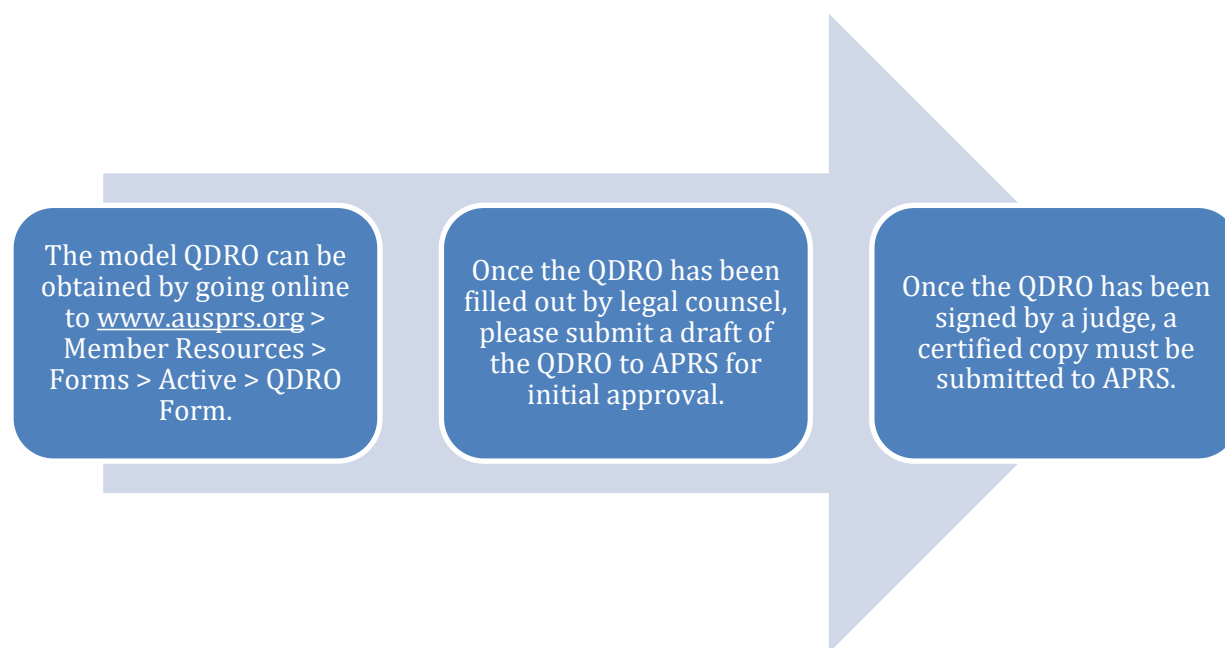 The model QDRO can be
obtained by going online
to www.ausprs.org >
Member Resources >
Forms > Active > QDRO
Form.
Once the QDRO has been
filled out by legal counsel,
please submit a draft of
the QDRO to APRS for
initial approval.
Once the QDRO has been
signed by a judge, a
certified copy must be
submitted to APRS.